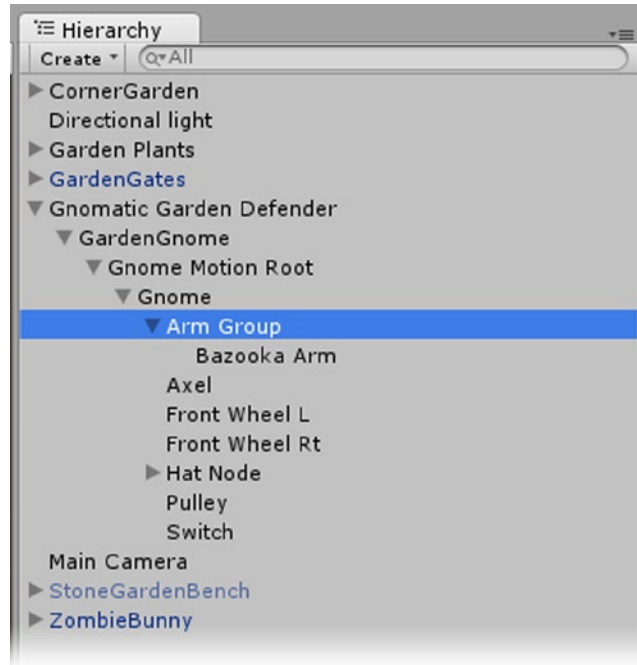 Hierarchy
Create All
CornerGarden
Directional light
Garden Plants
GardenGates
Gnomatic Garden Defender
GardenGnome
Gnome Motion Root
Gnome
Arm Group
Bazooka Arm
Axel
Front Wheel L
Front Wheel Rt
Hat Node
Pulley
Switch
Main Camera
StoneGardenBench
ZombieBunny